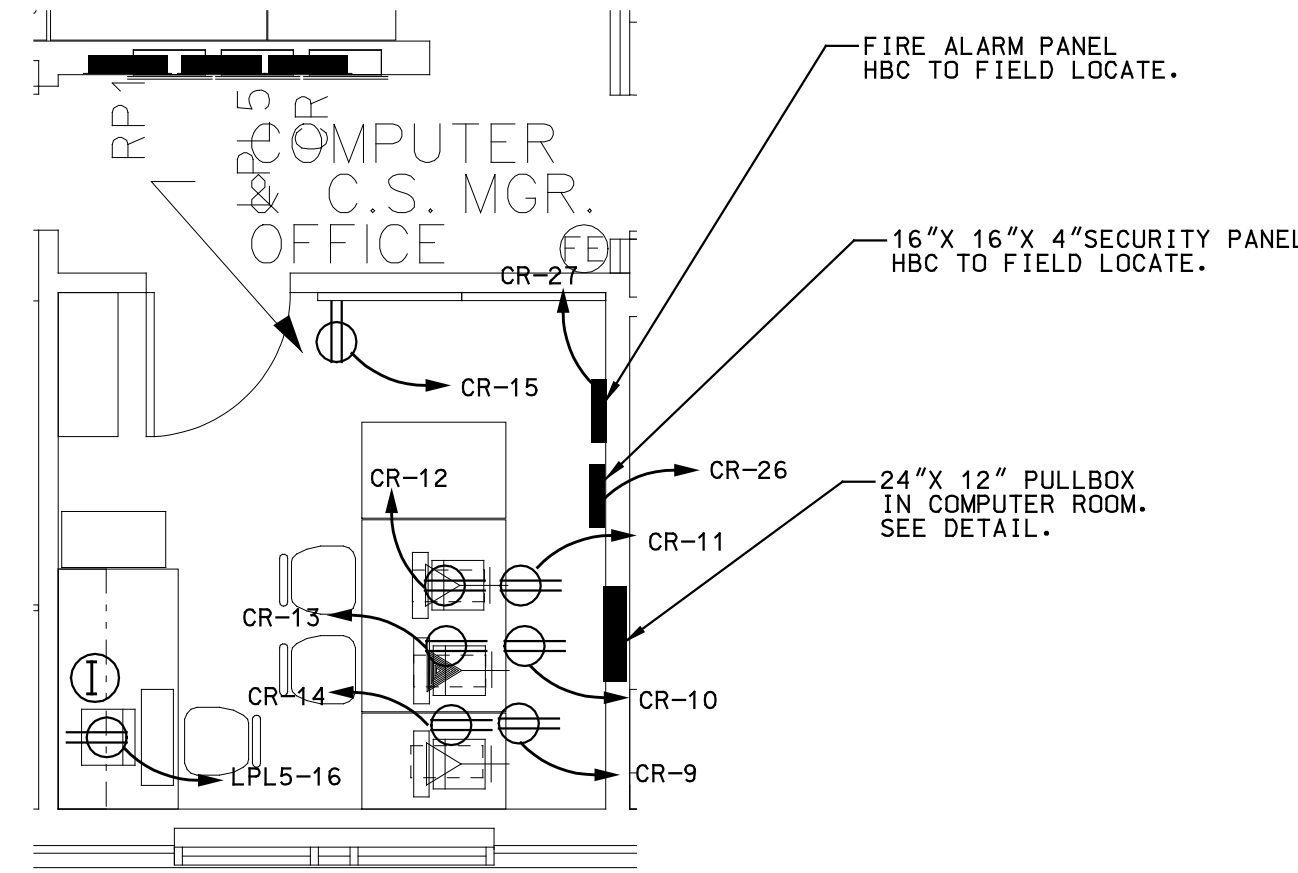 FIRE ALARM PANEL
HBC TO FIELD LOCATE.
RP1
LPL5
CR
COMPUTER
& C.S. MGR.
OFFICE
FE
16"X 16"X 4"SECURITY PANEL
HBC TO FIELD LOCATE.
CR-27
CR-15
CR-12
CR-26
24"X 12" PULLBOX
IN COMPUTER ROOM.
SEE DETAIL.
CR-11
CR-13
I
CR-14
CR-10
LPL5-16
CR-9